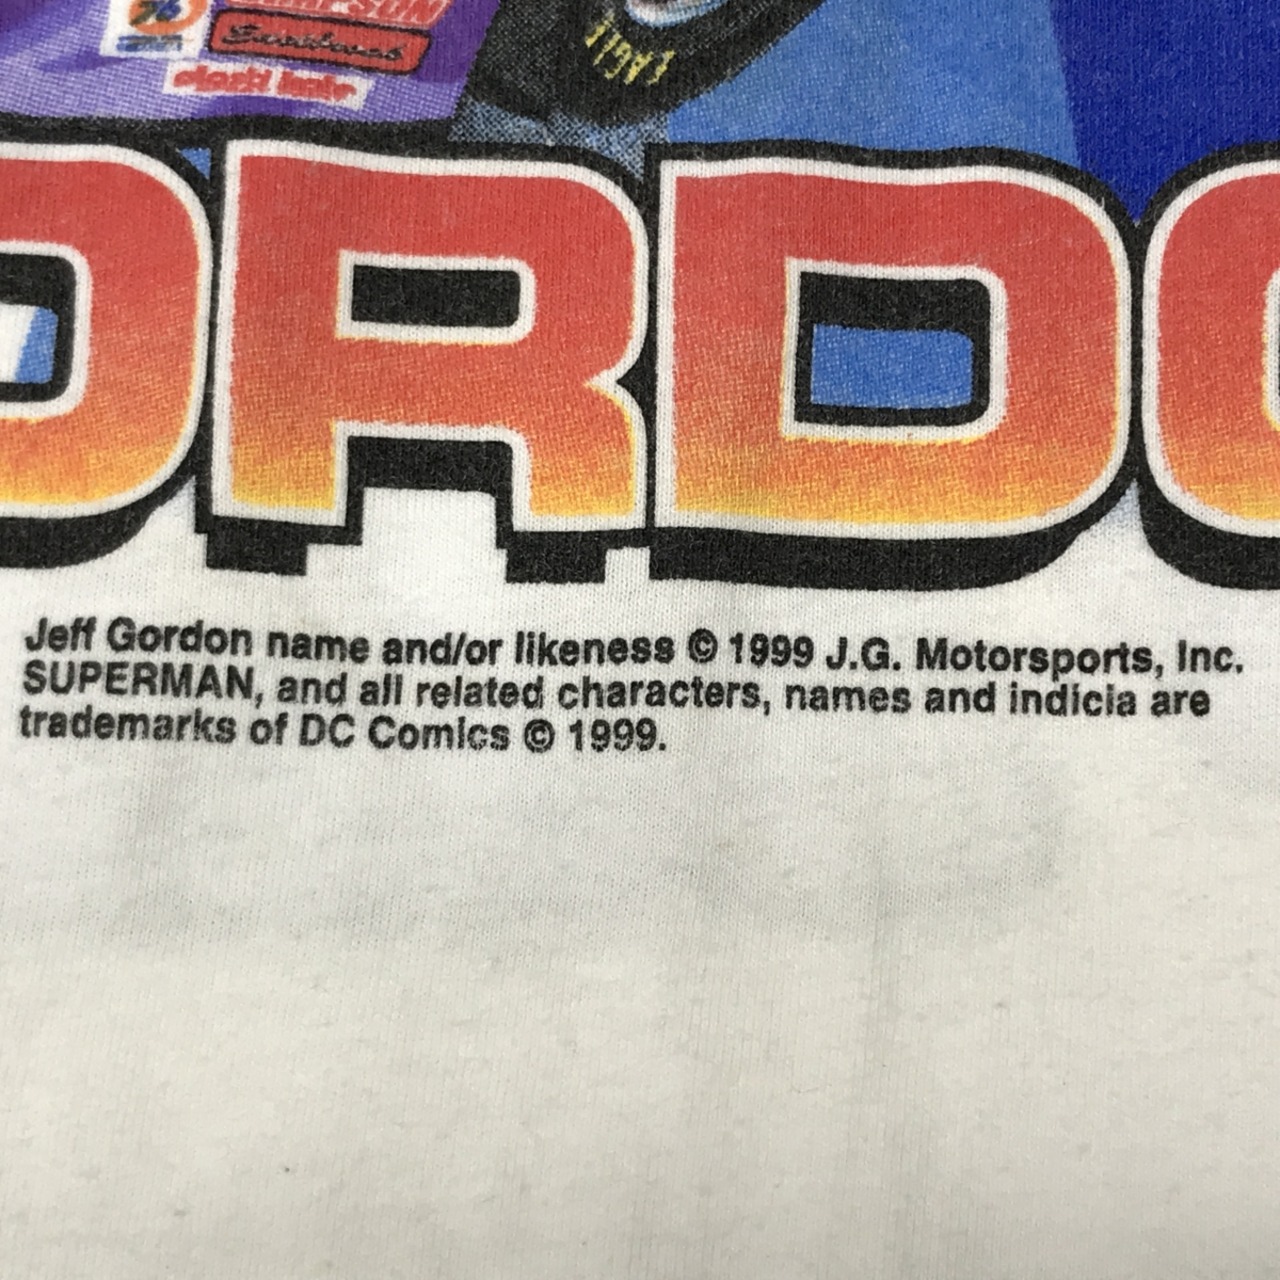 76
EAGLE
ORDO
Jeff Gordon name and/or likeness © 1999 J.G. Motorsports, Inc.
SUPERMAN, and all related characters, names and indicia are
trademarks of DC Comics © 1999.